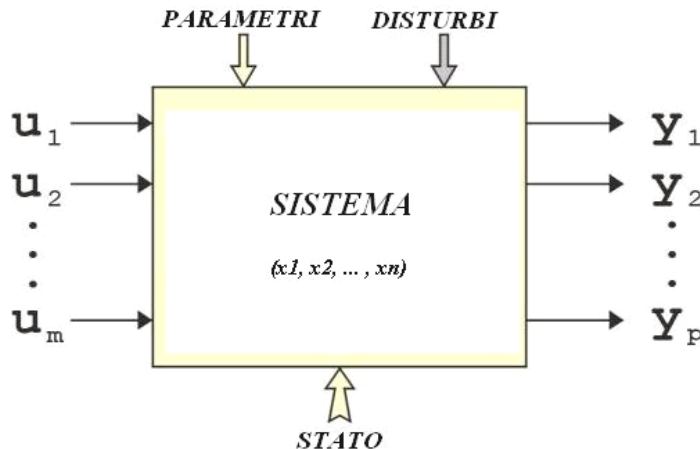 PARAMETRI DISTURBI
u1 y1
u2 y2
SISTEMA
(x1, x2, ... , xn)
um yp
STATO